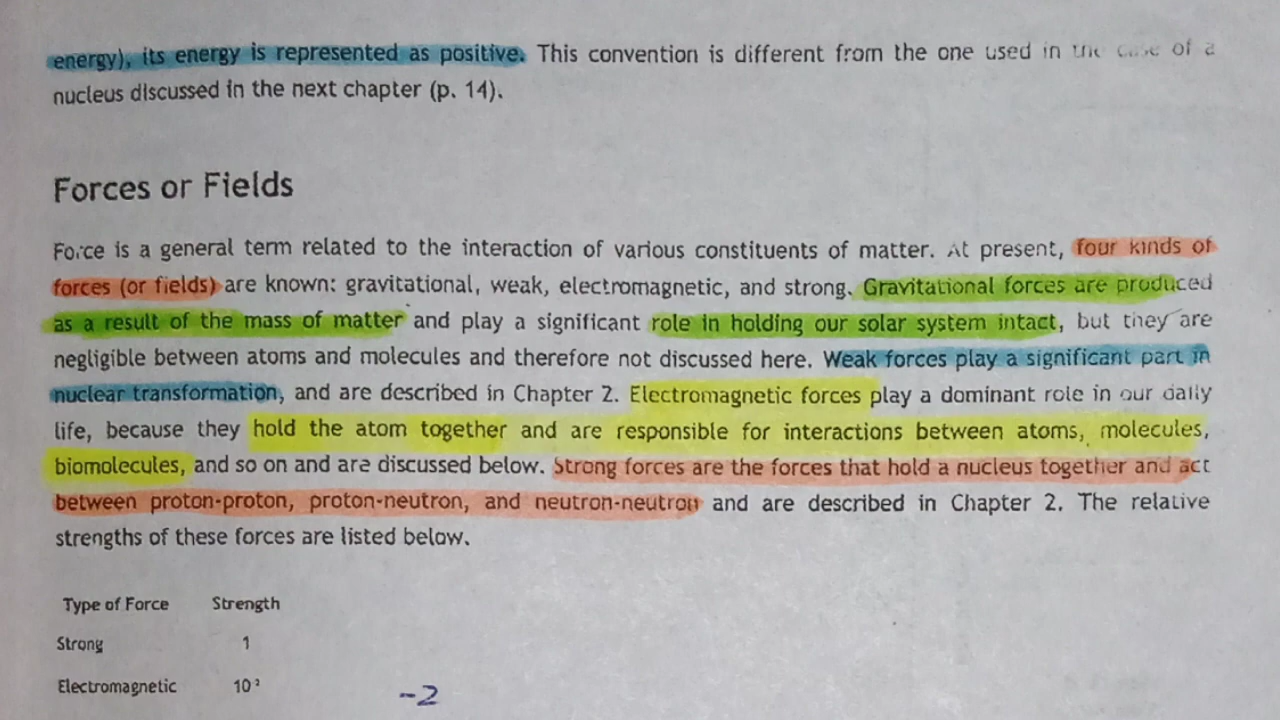 energy), its energy is represented as positive. This convention is different from the one used in the case of a
nucleus discussed in the next chapter (p. 14).
Forces or Fields
Force is a general term related to the interaction of various constituents of matter. At present, four kinds of
forces (or fields) are known: gravitational, weak, electromagnetic, and strong. Gravitational forces are produced
as a result of the mass of matter and play a significant role in holding our solar system intact, but they are
negligible between atoms and molecules and therefore not discussed here. Weak forces play a significant part in
nuclear transformation, and are described in Chapter 2. Electromagnetic forces play a dominant role in our daily
life, because they hold the atom together and are responsible for interactions between atoms, molecules,
biomolecules, and so on and are discussed below. Strong forces are the forces that hold a nucleus together and act
between proton-proton, proton-neutron, and neutron-neutron and are described in Chapter 2. The relative
strengths of these forces are listed below.
Type of Force Strength
Strong 1
Electromagnetic 10² -2